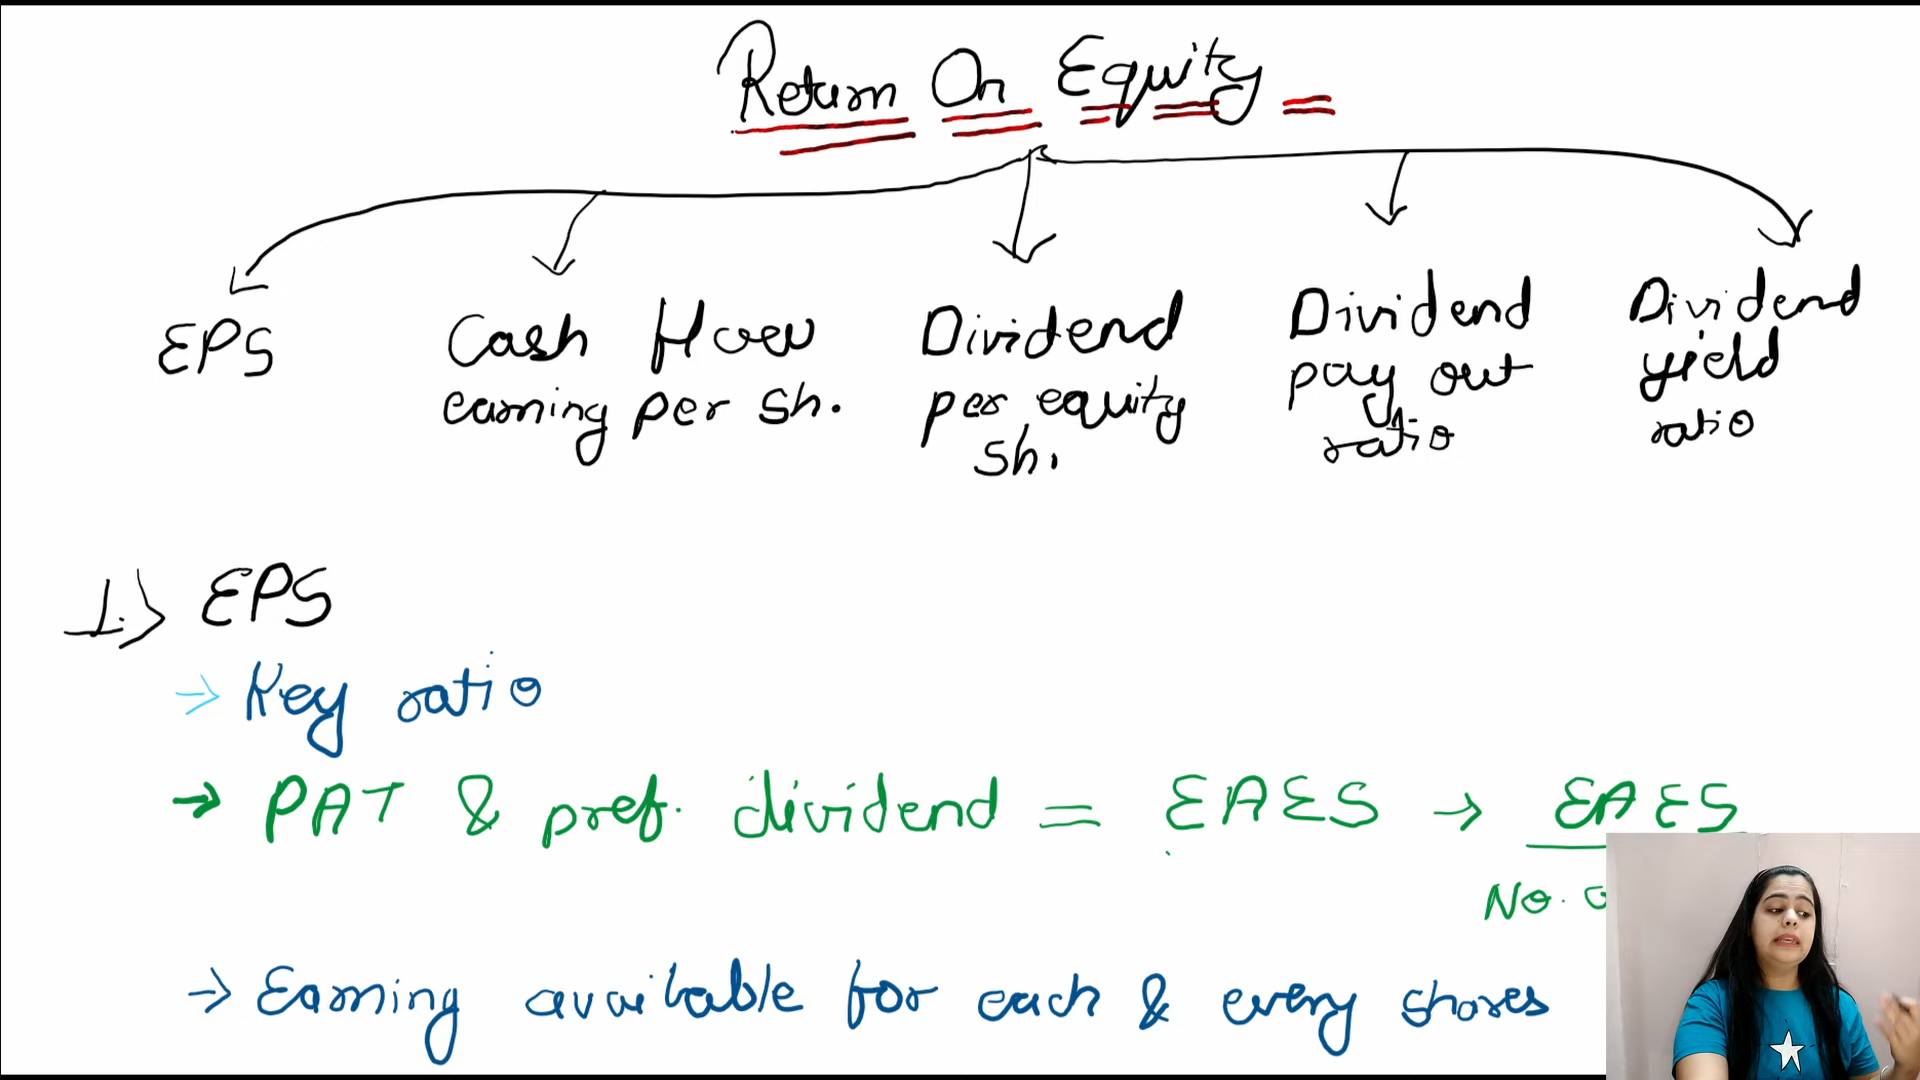 Return On Equity
EPS
Cash Flow
earning per sh.
Dividend
per equity
sh.
Dividend
pay out
ratio
Dividend
yield
ratio
1.) EPS
→ Key ratio
→ PAT & pref. dividend = EAES → EAES
No.
→ Earning available for each & every shares